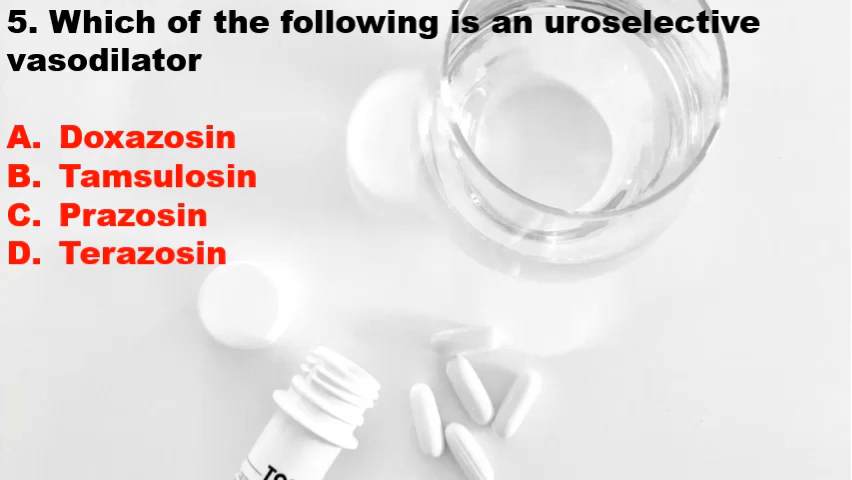 5. Which of the following is an uroselective
vasodilator
A. Doxazosin
B. Tamsulosin
C. Prazosin
D. Terazosin